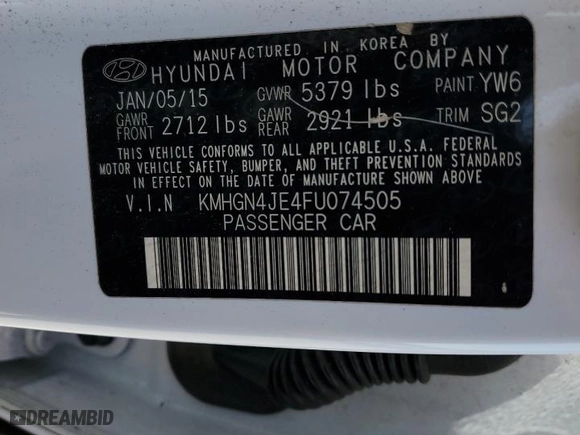 MANUFACTURED IN KOREA BY
HYUNDAI MOTOR COMPANY
JAN/05/15 GVWR 5379 lbs PAINT YW6
GAWR FRONT 2712 lbs GAWR REAR 2921 lbs TRIM SG2
THIS VEHICLE CONFORMS TO ALL APPLICABLE U.S.A. FEDERAL
MOTOR VEHICLE SAFETY, BUMPER, AND THEFT PREVENTION STANDARDS
IN EFFECT ON THE DATE OF MANUFACTURE SHOWN ABOVE
V.I.N KMHGN4JE4FU074505
PASSENGER CAR
DREAMBID